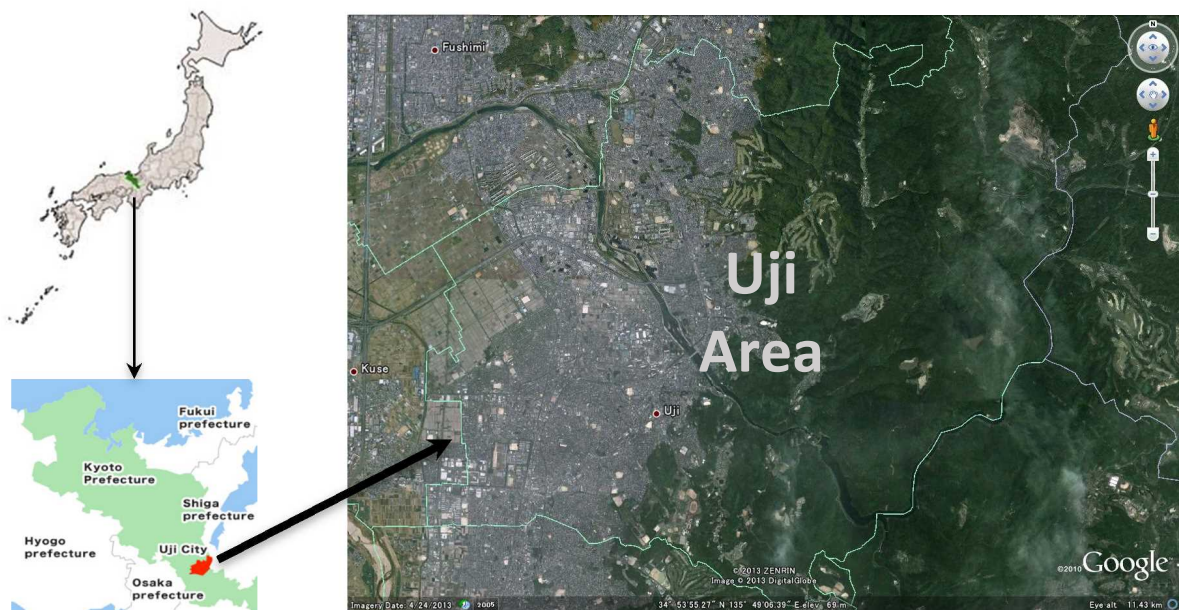 Fukui
prefecture
Kyoto
Prefecture
Shiga
prefecture
Hyogo
prefecture
Uji City
Osaka
prefecture
N
Fushimi
Uji
Area
Kuse
Uji
© 2013 ZENRIN
Image © 2013 DigitalGlobe
©2010 Google
Imagery Date: 4/24/2013 2005
34° 53'55.27" N 135° 49'06.39" E elev 69 m
Eye alt 11.43 km